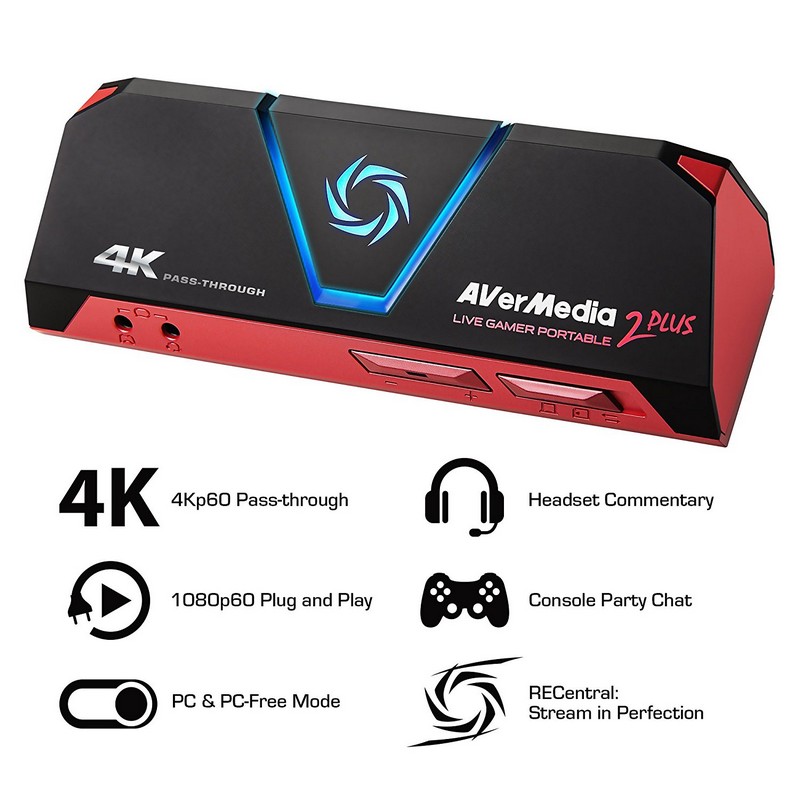 4K PASS-THROUGH
AVerMedia
LIVE GAMER PORTABLE 2 PLUS
- +
4K 4Kp60 Pass-through
Headset Commentary
1080p60 Plug and Play
Console Party Chat
PC & PC-Free Mode
RECentral:
Stream in Perfection